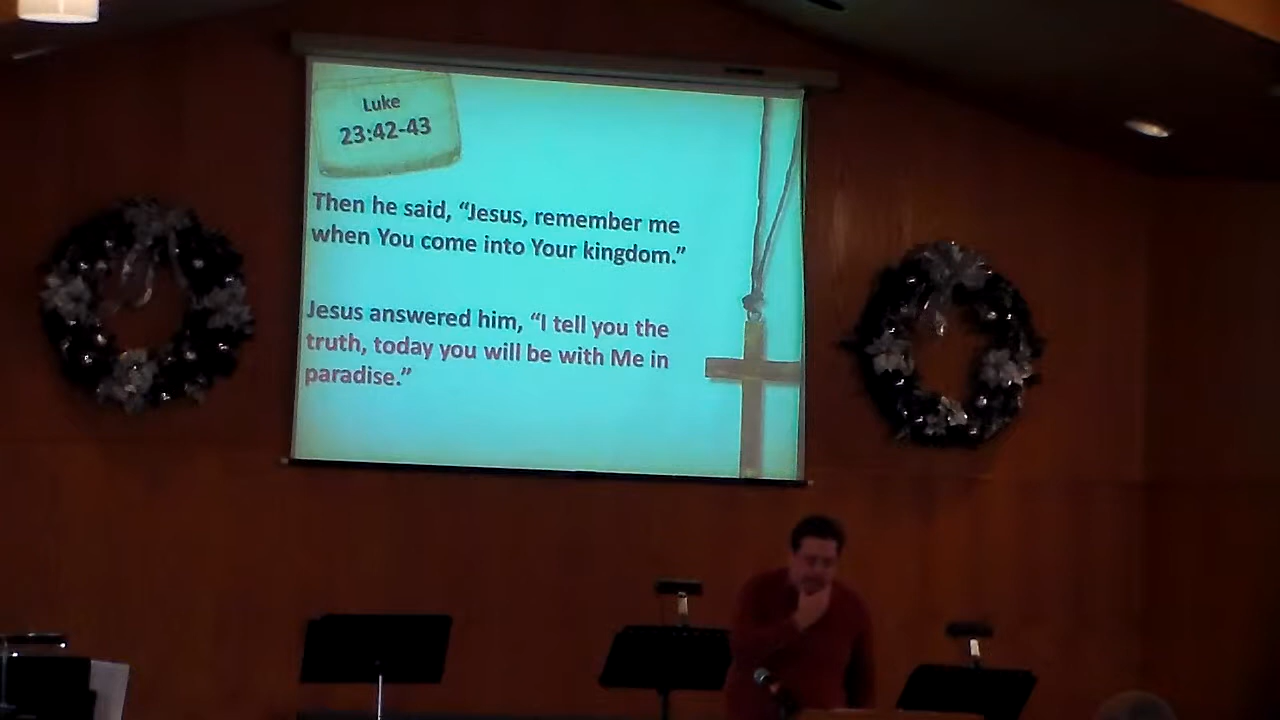 Luke
23:42-43
Then he said, “Jesus, remember me
when You come into Your kingdom.”
Jesus answered him, “I tell you the
truth, today you will be with Me in
paradise.”